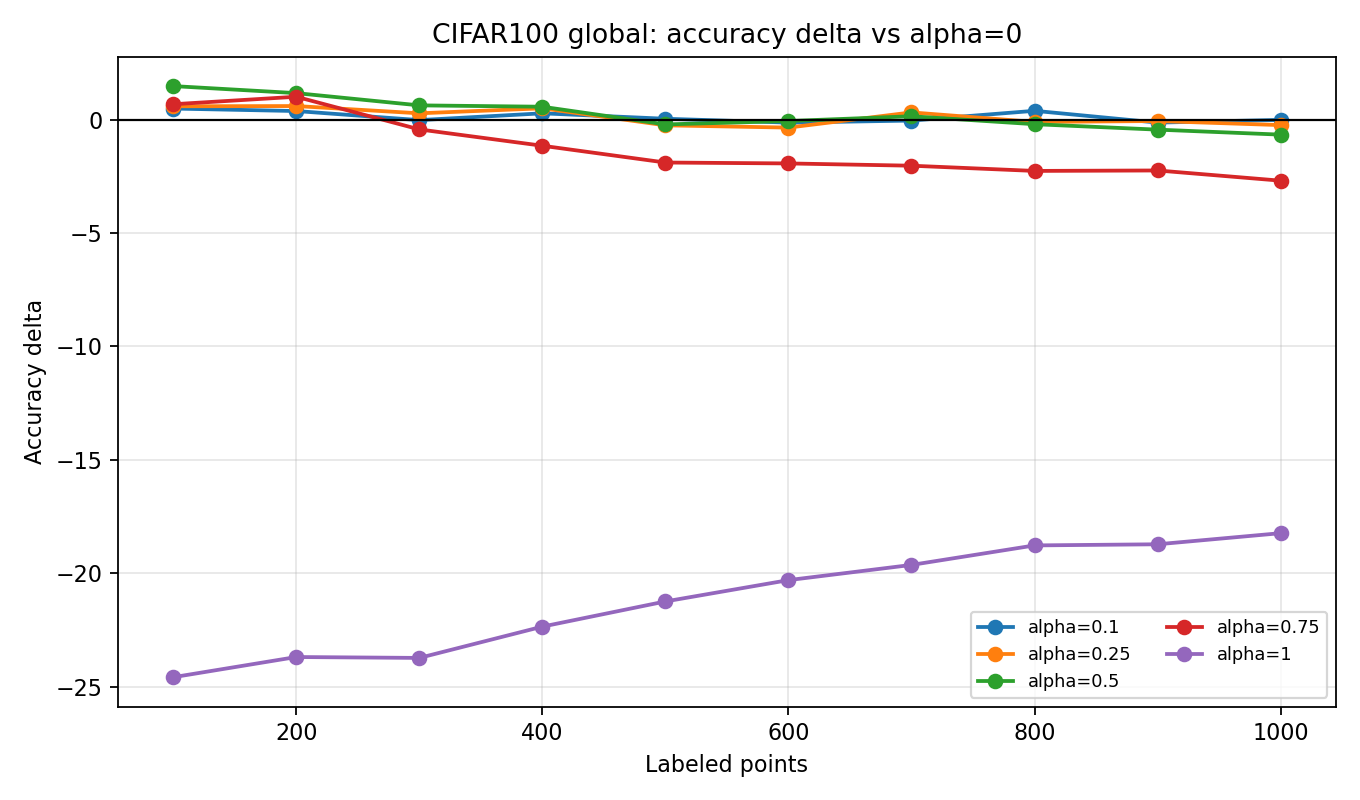 CIFAR100 global: accuracy delta vs alpha=0
Accuracy delta
0
−5
−10
−15
−20
−25
200
400
600
800
1000
Labeled points
alpha=0.1
alpha=0.25
alpha=0.5
alpha=0.75
alpha=1